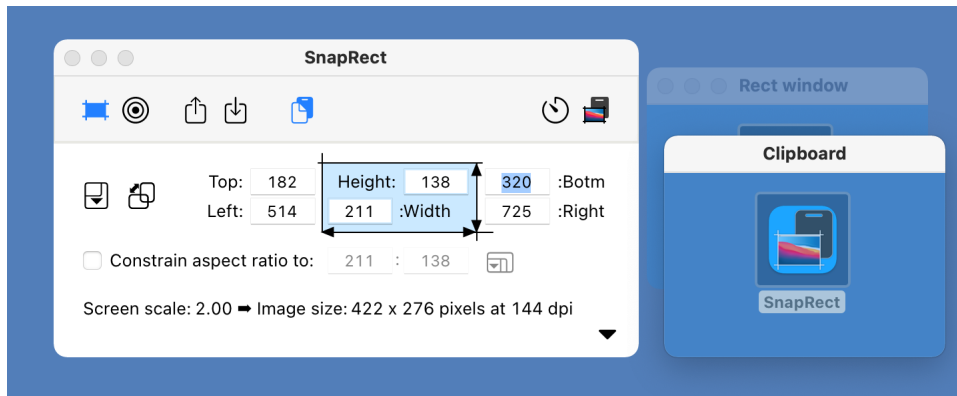 SnapRect
Rect window
Clipboard
Top: 182 Height: 138 320 :Botm
Left: 514 211 :Width 725 :Right
Constrain aspect ratio to: 211 : 138
Screen scale: 2.00 ➡ Image size: 422 x 276 pixels at 144 dpi
SnapRect